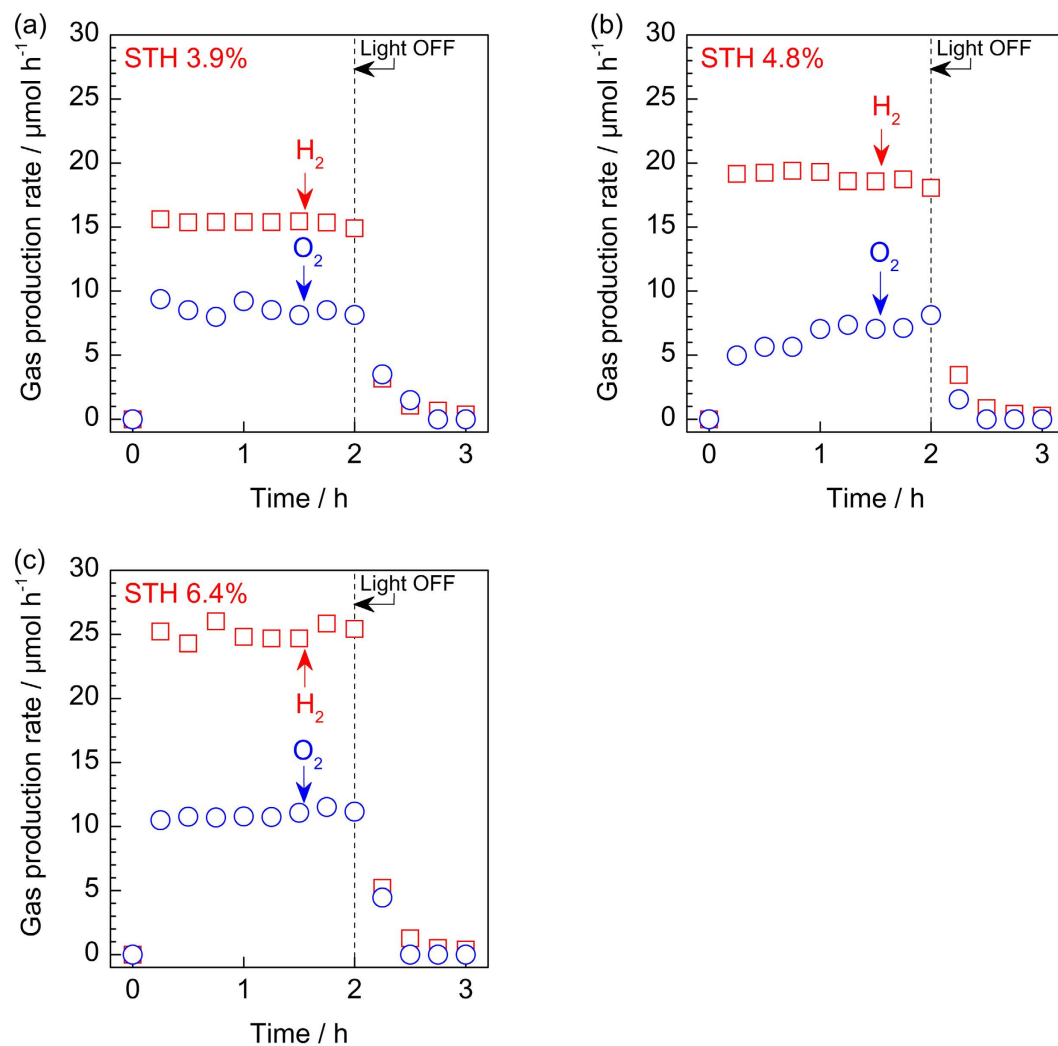 (a)
STH 3.9%
Light OFF
H₂
O₂
Gas production rate / μmol h⁻¹
30
25
20
15
10
5
0
0 1 2 3
Time / h
(b)
STH 4.8%
Light OFF
H₂
O₂
Gas production rate / μmol h⁻¹
30
25
20
15
10
5
0
0 1 2 3
Time / h
(c)
STH 6.4%
Light OFF
H₂
O₂
Gas production rate / μmol h⁻¹
30
25
20
15
10
5
0
0 1 2 3
Time / h